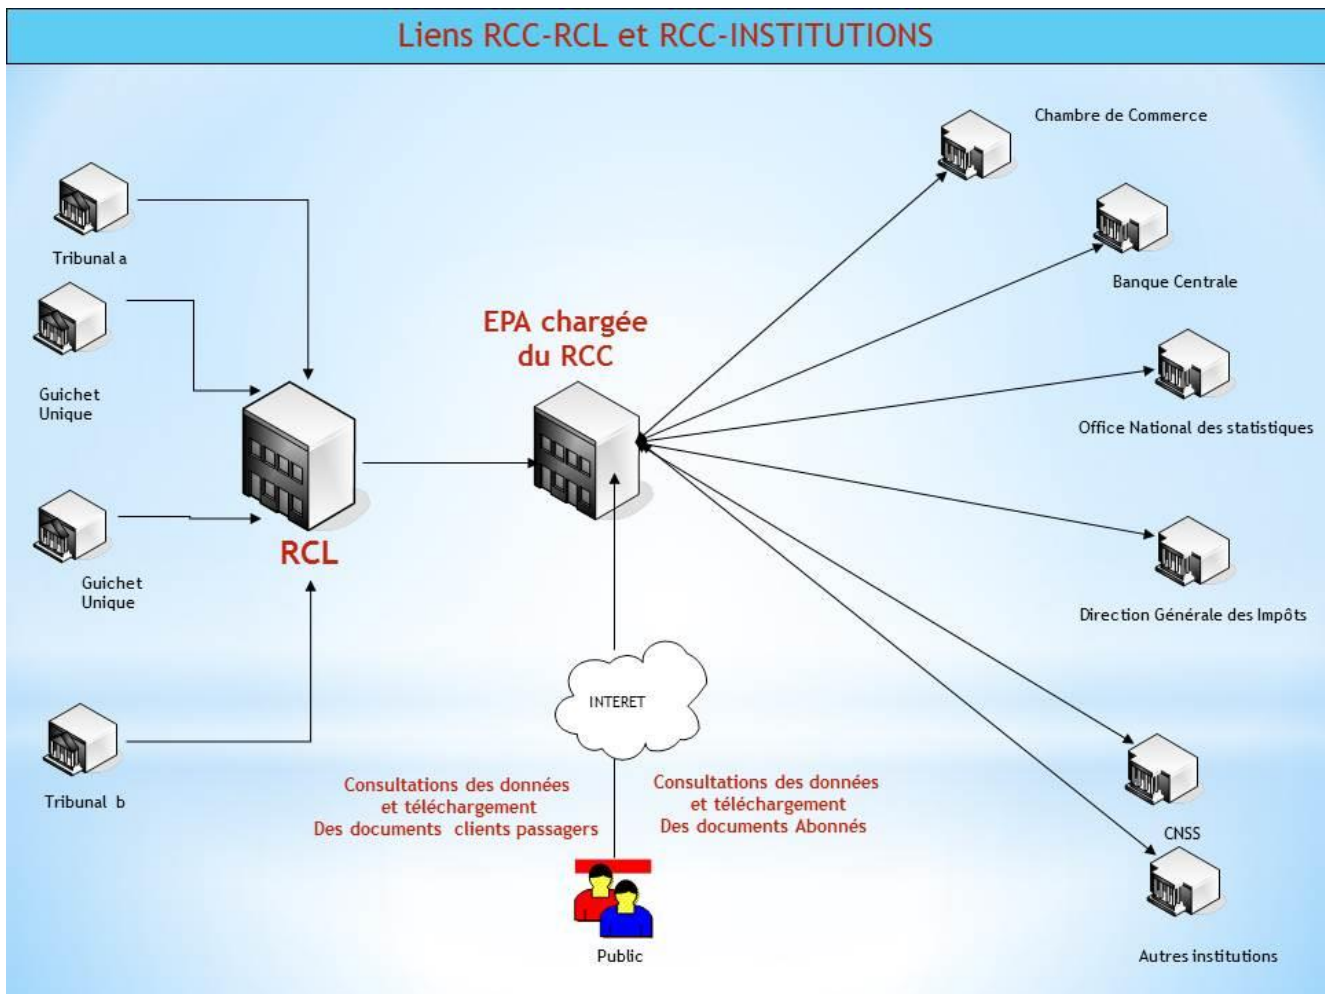 Liens RCC-RCL et RCC-INSTITUTIONS
Chambre de Commerce
Tribunal a
Banque Centrale
Guichet
Unique
EPA chargée
du RCC
Office National des statistiques
RCL
Guichet
Unique
Direction Générale des Impôts
INTERET
Tribunal b
Consultations des données
et téléchargement
Des documents clients passagers
Consultations des données
et téléchargement
Des documents Abonnés
CNSS
Public
Autres institutions